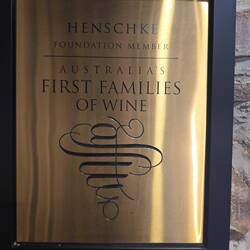 HENSCHKE
FOUNDATION MEMBER
AUSTRALIA'S
FIRST FAMILIES
OF WINE